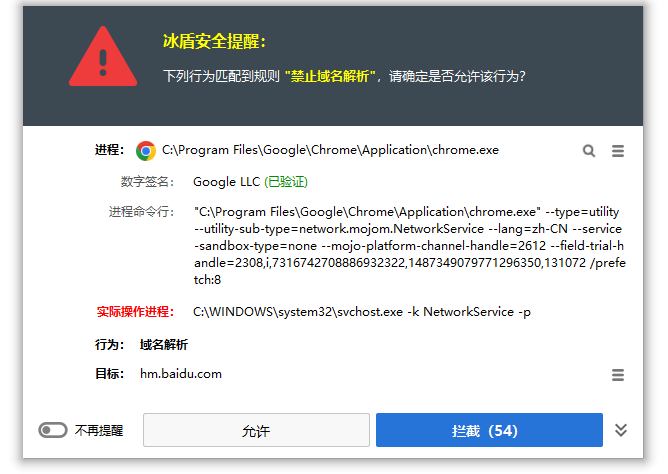 冰盾安全提醒：
下列行为匹配到规则 "禁止域名解析"，请确定是否允许该行为？
进程： C:\Program Files\Google\Chrome\Application\chrome.exe
数字签名： Google LLC (已验证)
进程命令行： "C:\Program Files\Google\Chrome\Application\chrome.exe" --type=utility
--utility-sub-type=network.mojom.NetworkService --lang=zh-CN --service
-sandbox-type=none --mojo-platform-channel-handle=2612 --field-trial-h
andle=2308,i,7316742708886932322,1487349079771296350,131072 /prefe
tch:8
实际操作进程： C:\WINDOWS\system32\svchost.exe -k NetworkService -p
行为： 域名解析
目标： hm.baidu.com
不再提醒 允许 拦截（54）